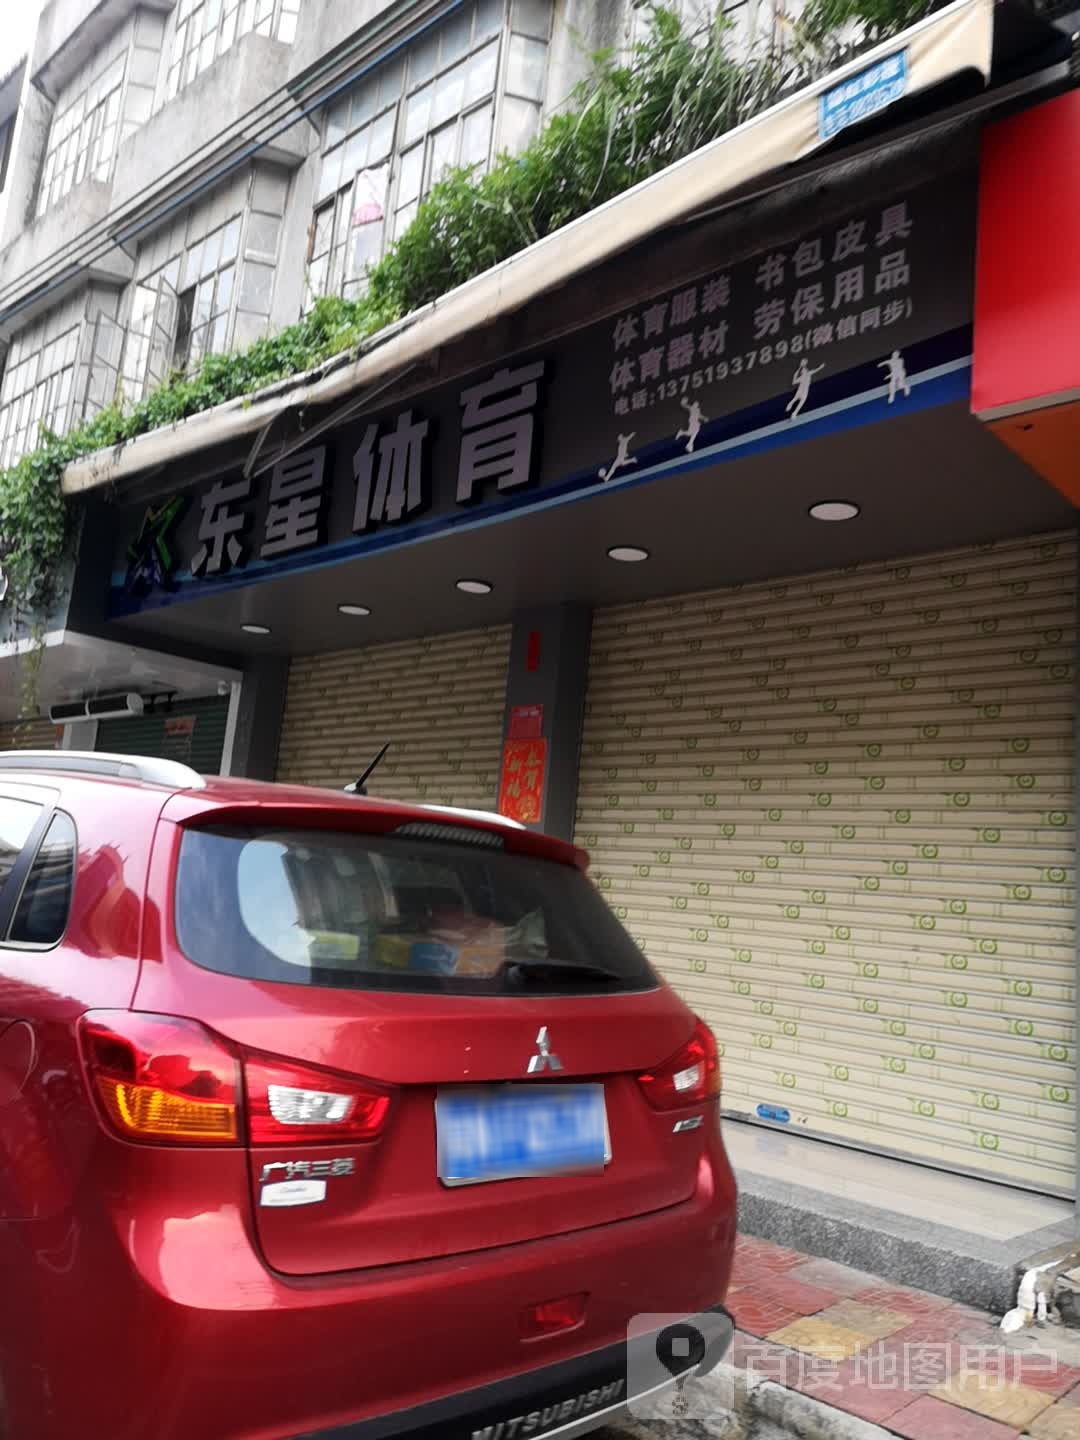 体育服装 书包皮具
体育器材 劳保用品
电话:13751937898(微信同步)
东星体育
广汽三菱
ASX
MITSUBISHI
百度地图用户